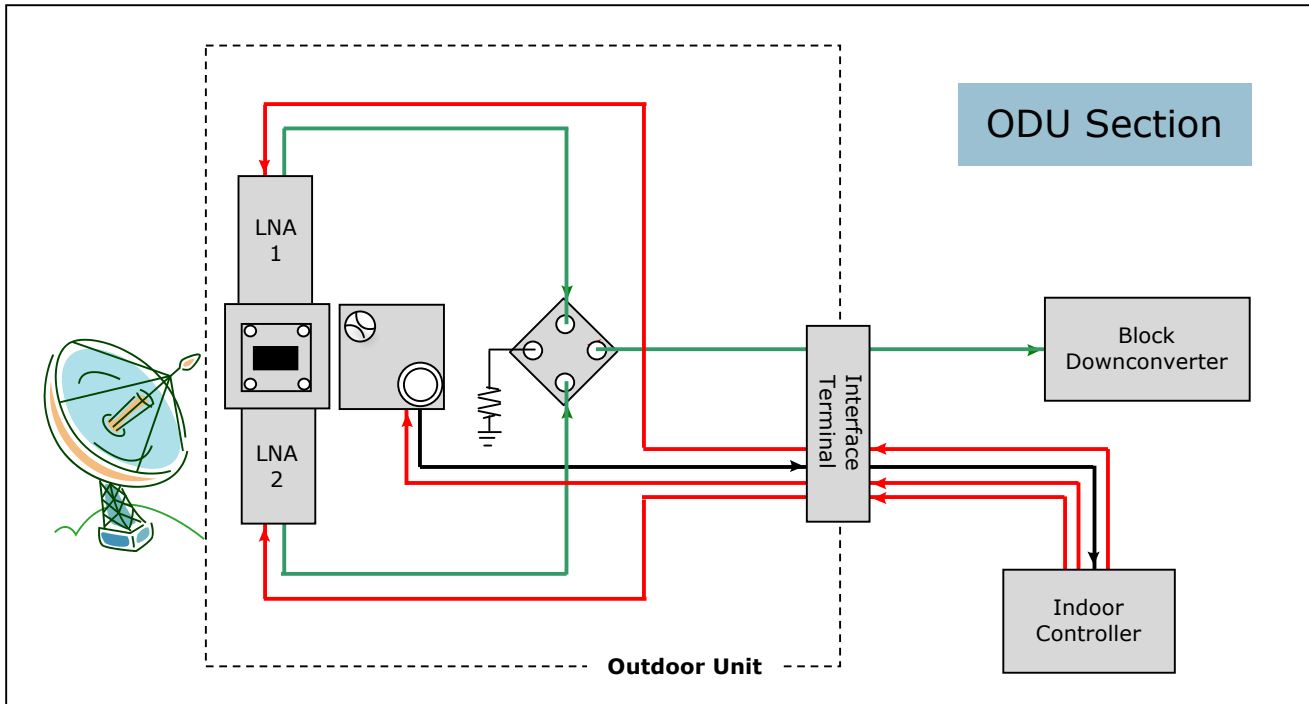 ODU Section
LNA
1
LNA
2
Interface
Terminal
Block
Downconverter
Indoor
Controller
Outdoor Unit